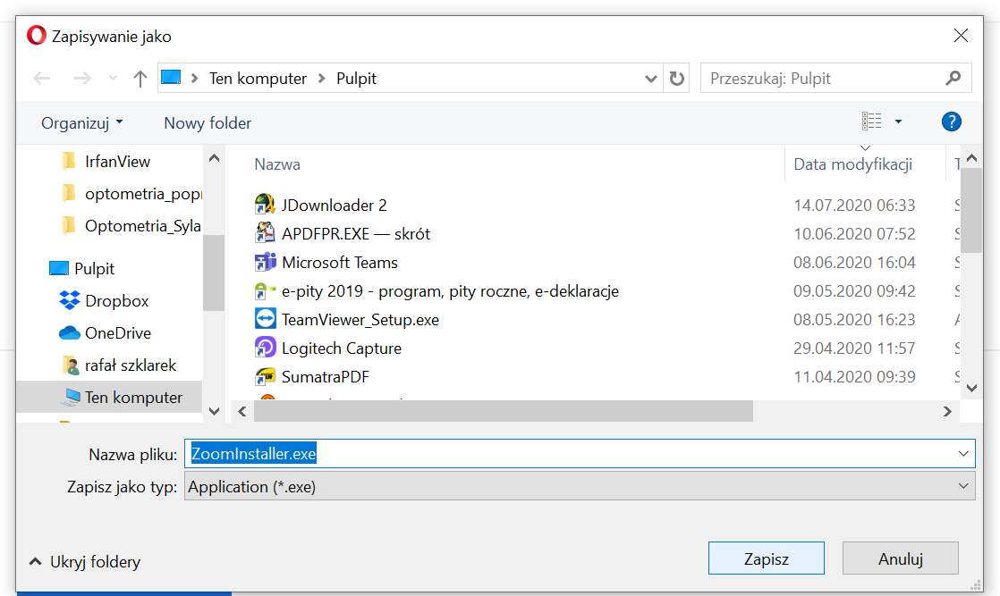 Zapisywanie jako
Ten komputer Pulpit
Przeszukaj: Pulpit
Organizuj Nowy folder
IrfanView
optometria_popr
Optometria_Syla
Pulpit
Dropbox
OneDrive
rafał szklarek
Ten komputer
Nazwa Data modyfikacji
JDownloader 2 14.07.2020 06:33
APDFPR.EXE — skrót 10.06.2020 07:52
Microsoft Teams 08.06.2020 16:04
e-pity 2019 - program, pity roczne, e-deklaracje 09.05.2020 09:42
TeamViewer_Setup.exe 08.05.2020 16:23
Logitech Capture 29.04.2020 11:57
SumatraPDF 11.04.2020 09:39
Nazwa pliku: ZoomInstaller.exe
Zapisz jako typ: Application (*.exe)
Ukryj foldery
Zapisz Anuluj